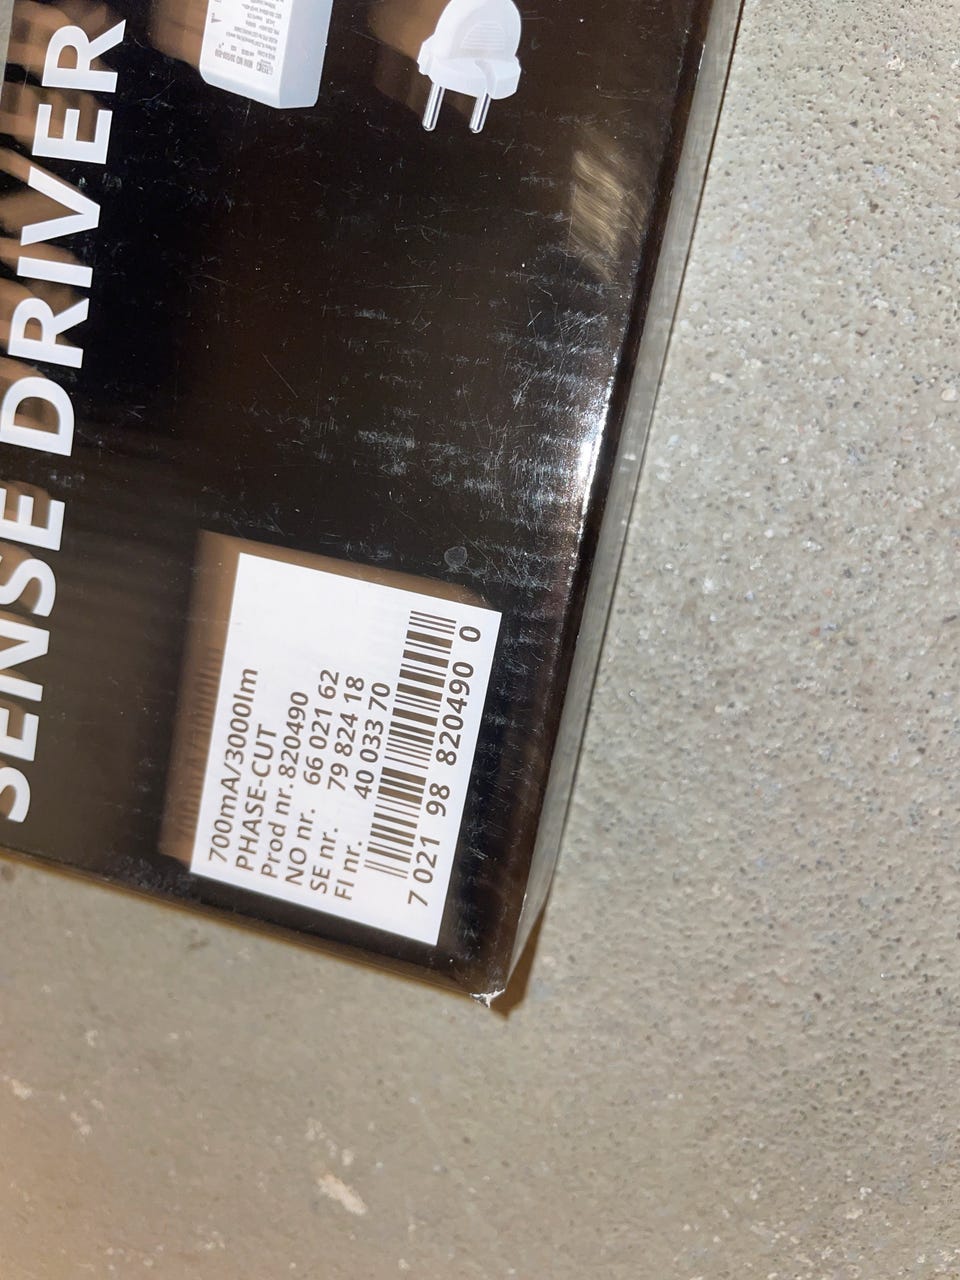 SENSE DRIVER
700mA/3000lm
PHASE-CUT
Prod nr. 820490
NO nr. 66 021 62
SE nr. 79 824 18
FI nr. 40 033 70
7 021 98 820490 0